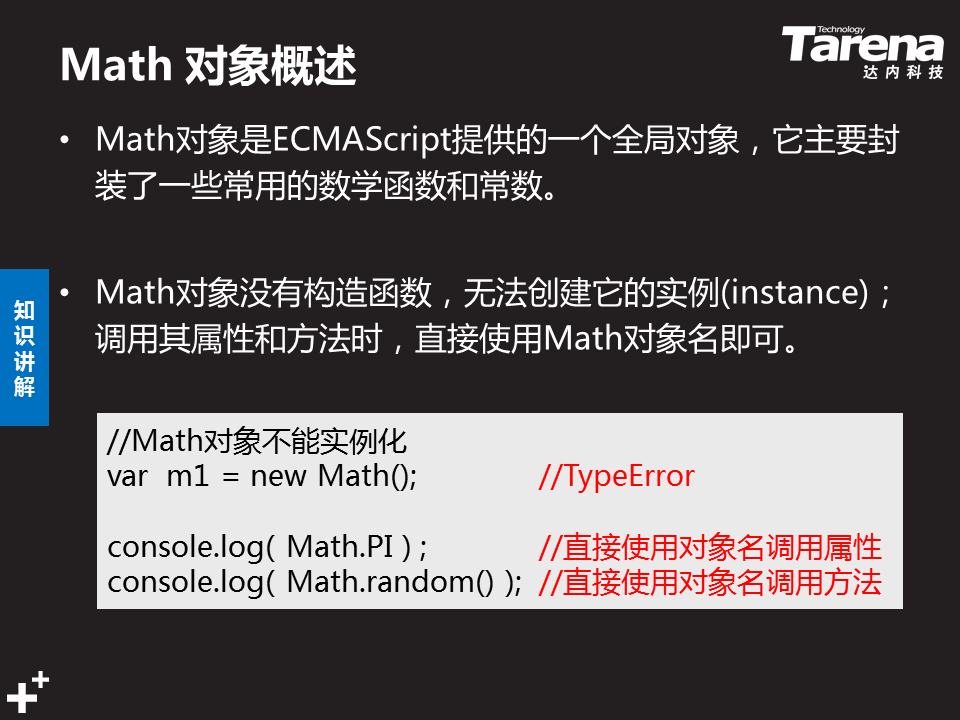 Math 对象概述
Technology
Tarena
达内科技
• Math对象是ECMAScript提供的一个全局对象，它主要封
装了一些常用的数学函数和常数。
• Math对象没有构造函数，无法创建它的实例(instance)；
调用其属性和方法时，直接使用Math对象名即可。
知
识
讲
解
//Math对象不能实例化
var  m1 = new Math(); //TypeError
console.log( Math.PI ) ; //直接使用对象名调用属性
console.log( Math.random() ); //直接使用对象名调用方法